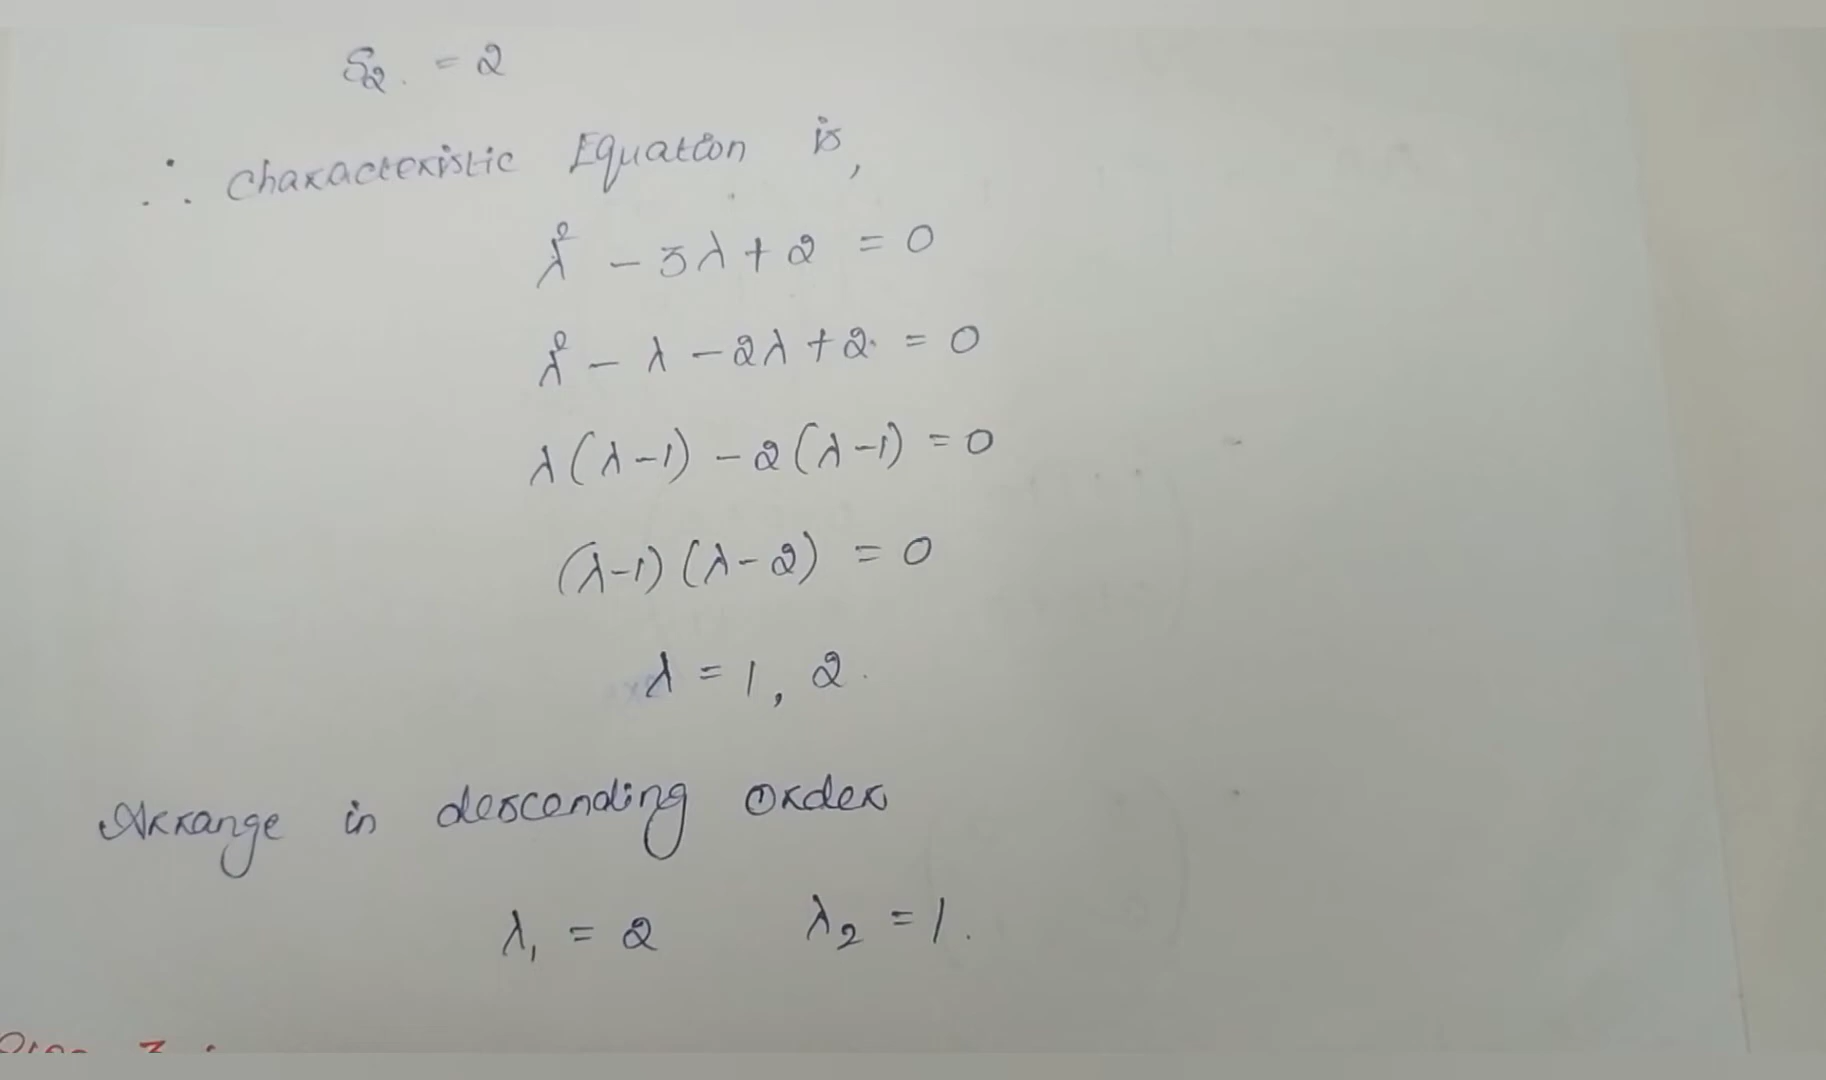 S₂. = 2
∴ Characteristic Equation is,
λ² - 3λ + 2 = 0
λ² - λ - 2λ + 2. = 0
λ(λ-1) - 2(λ-1) = 0
(λ-1)(λ-2) = 0
λ = 1, 2.
Arrange in descending order
λ₁ = 2 λ₂ = 1.